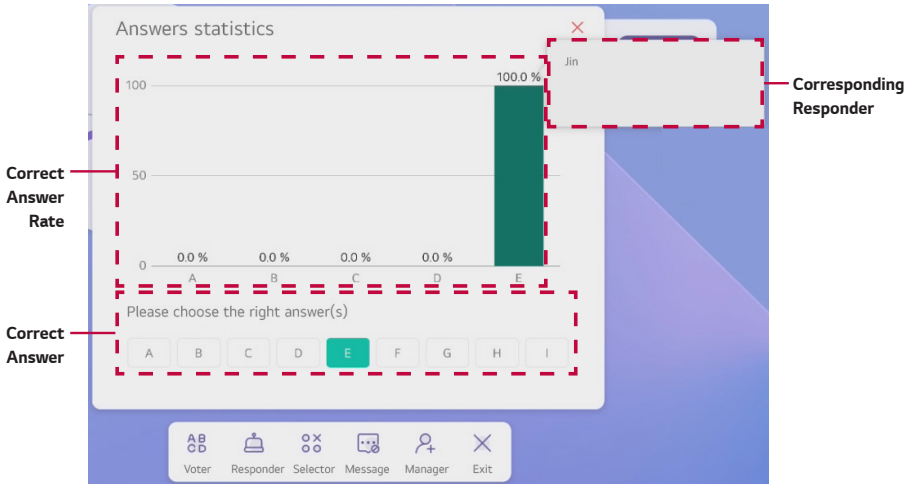 Answers statistics
Jin
Corresponding
Responder
100
100.0 %
50
Correct
Answer
Rate
0.0 %
0.0 %
0.0 %
0.0 %
0
A
B
C
D
E
Please choose the right answer(s)
Correct
Answer
A
B
C
D
E
F
G
H
I
A B
C D
Voter
Responder
Selector
Message
Manager
Exit